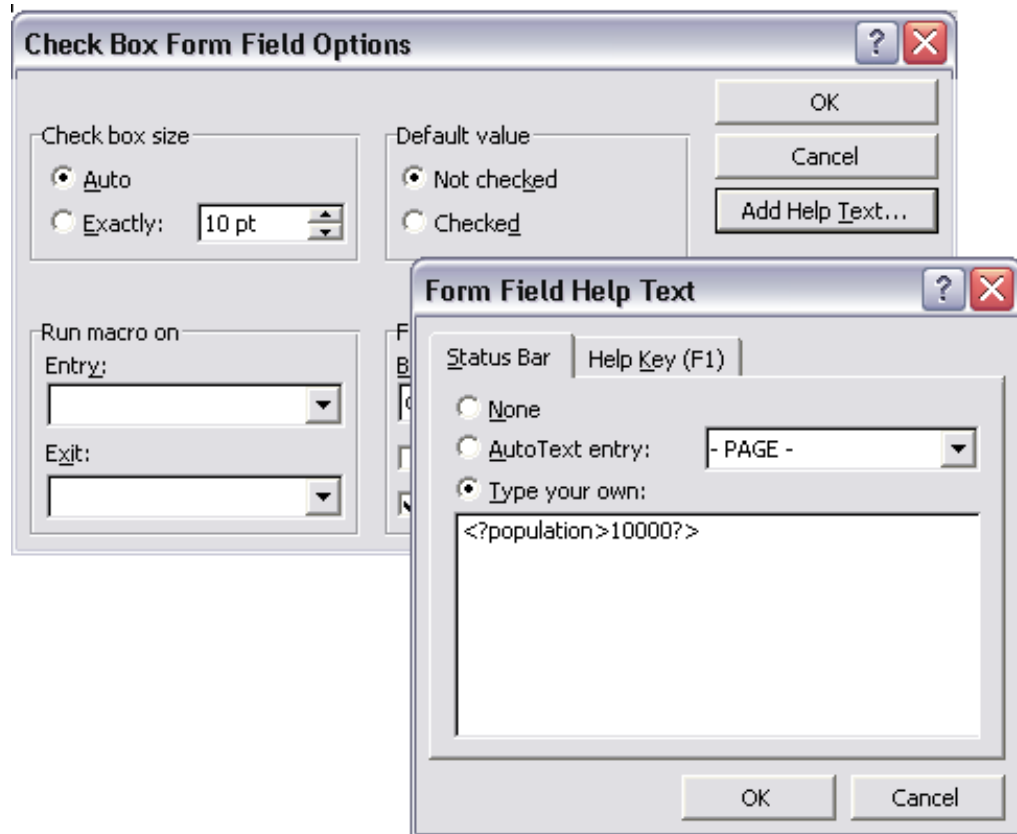 Check Box Form Field Options
OK
Check box size
Default value
Cancel
Auto
Not checked
Add Help Text...
Exactly: 10 pt
Checked
Form Field Help Text
Run macro on
F
Status Bar
Help Key (F1)
Entry:
B
None
AutoText entry: - PAGE -
Exit:
Type your own:
<?population>10000?>
OK
Cancel